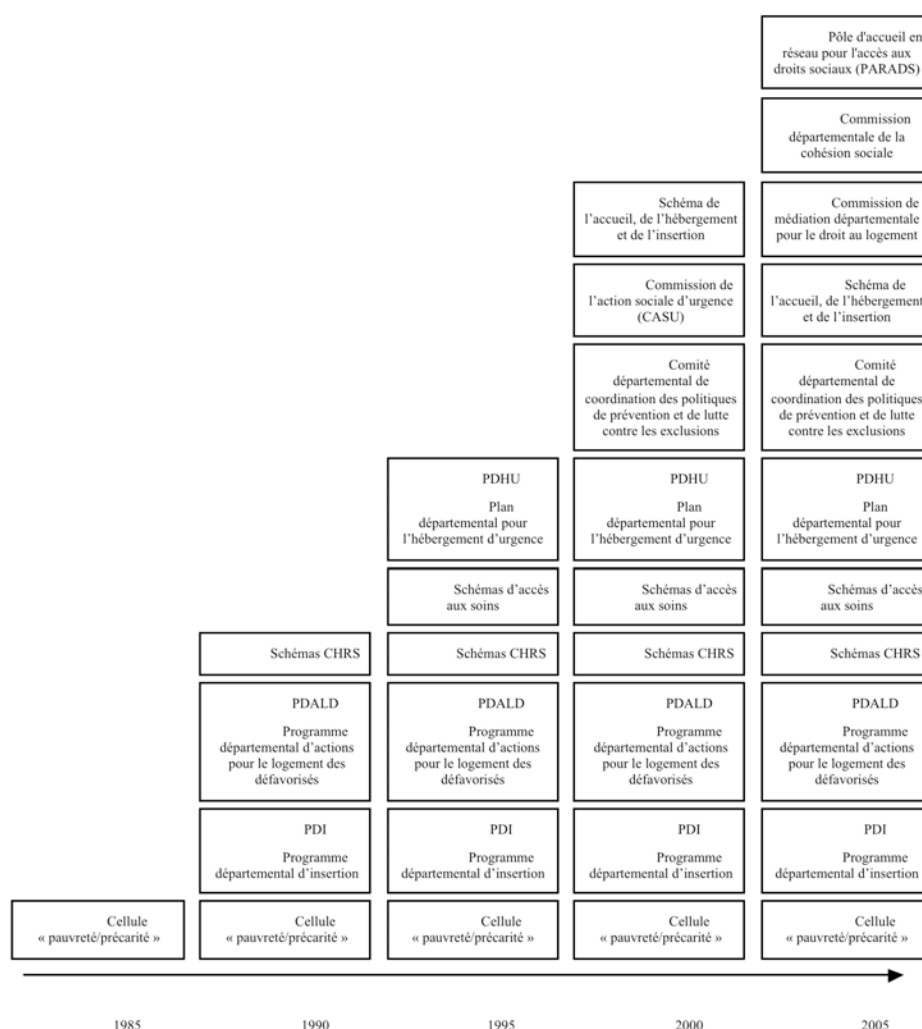 Pôle d'accueil en
réseau pour l'accès aux
droits sociaux (PARADS)
Commission
départementale de la
cohésion sociale
Schéma de
l’accueil, de l’hébergement
et de l’insertion
Commission de
médiation départementale
pour le droit au logement
Commission de
l’action sociale d’urgence
(CASU)
Schéma de
l’accueil, de l’hébergement
et de l’insertion
Comité
départemental de
coordination des politiques
de prévention et de lutte
contre les exclusions
Comité
départemental de
coordination des politiques
de prévention et de lutte
contre les exclusions
PDHU
Plan
départemental pour
l’hébergement d’urgence
PDHU
Plan
départemental pour
l’hébergement d’urgence
PDHU
Plan
départemental pour
l’hébergement d’urgence
Schémas d’accès
aux soins
Schémas d’accès
aux soins
Schémas d’accès
aux soins
Schémas CHRS
Schémas CHRS
Schémas CHRS
Schémas CHRS
PDALD
Programme
départemental d’actions
pour le logement des
défavorisés
PDALD
Programme
départemental d’actions
pour le logement des
défavorisés
PDALD
Programme
départemental d’actions
pour le logement des
défavorisés
PDALD
Programme
départemental d’actions
pour le logement des
défavorisés
PDI
Programme
départemental d’insertion
PDI
Programme
départemental d’insertion
PDI
Programme
départemental d’insertion
PDI
Programme
départemental d’insertion
Cellule
« pauvreté/précarité »
Cellule
« pauvreté/précarité »
Cellule
« pauvreté/précarité »
Cellule
« pauvreté/précarité »
Cellule
« pauvreté/précarité »
1985 1990 1995 2000 2005